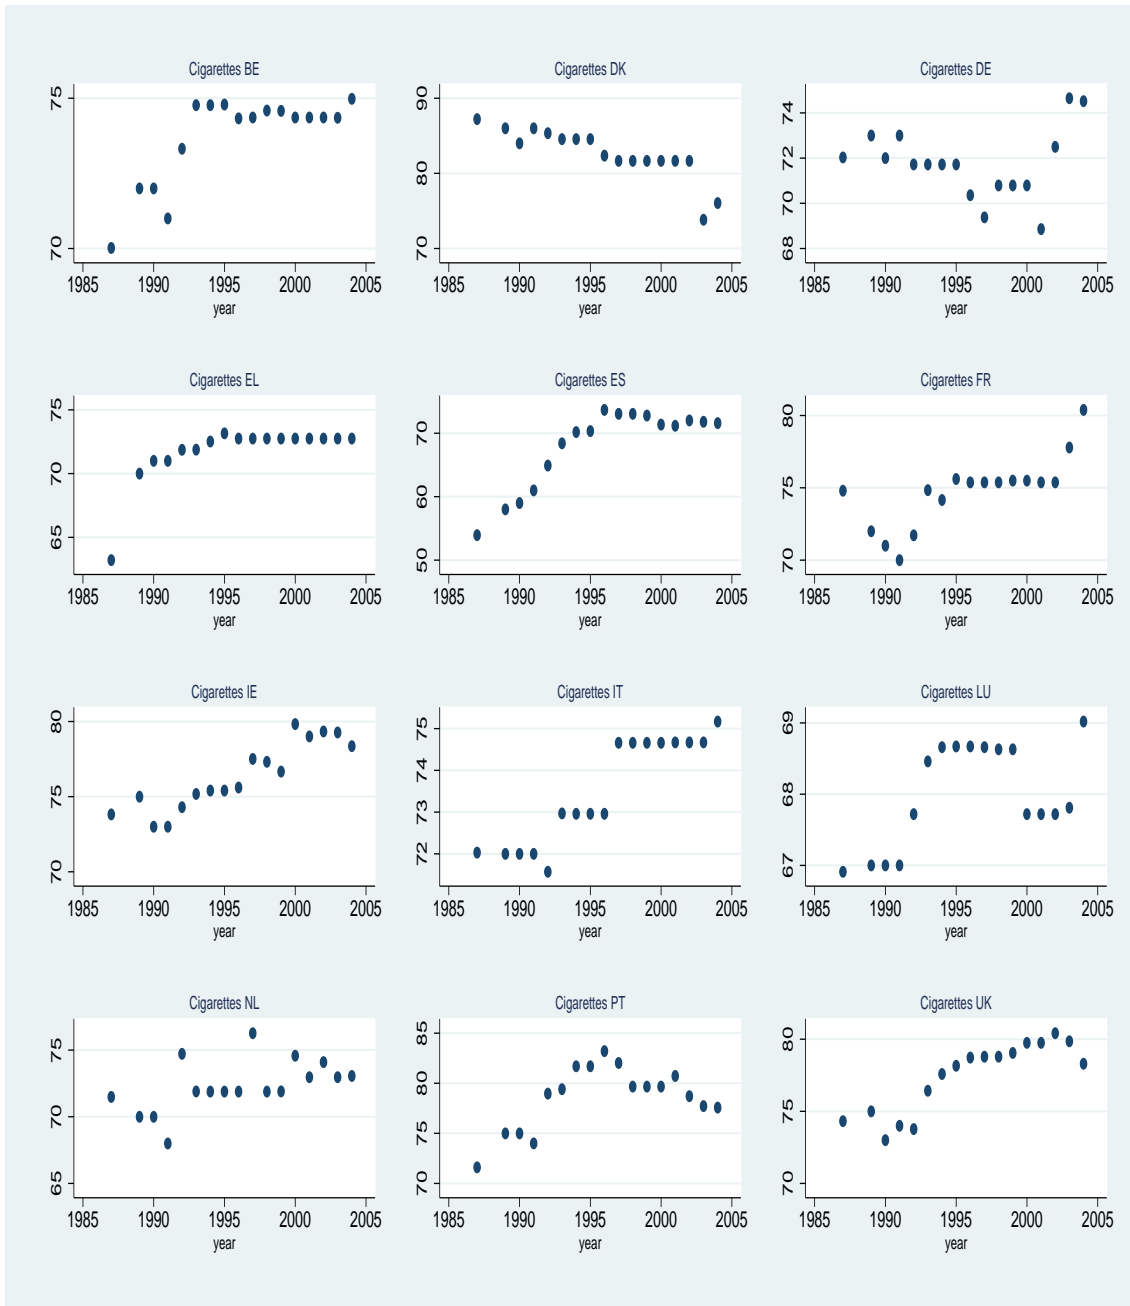 Cigarettes BE
75
70
1985 1990 1995 2000 2005
year
Cigarettes DK
90
80
70
1985 1990 1995 2000 2005
year
Cigarettes DE
74
72
70
68
1985 1990 1995 2000 2005
year
Cigarettes EL
75
70
65
1985 1990 1995 2000 2005
year
Cigarettes ES
70
60
50
1985 1990 1995 2000 2005
year
Cigarettes FR
80
75
70
1985 1990 1995 2000 2005
year
Cigarettes IE
80
75
70
1985 1990 1995 2000 2005
year
Cigarettes IT
75
74
73
72
1985 1990 1995 2000 2005
year
Cigarettes LU
69
68
67
1985 1990 1995 2000 2005
year
Cigarettes NL
75
70
65
1985 1990 1995 2000 2005
year
Cigarettes PT
85
80
75
70
1985 1990 1995 2000 2005
year
Cigarettes UK
80
75
70
1985 1990 1995 2000 2005
year